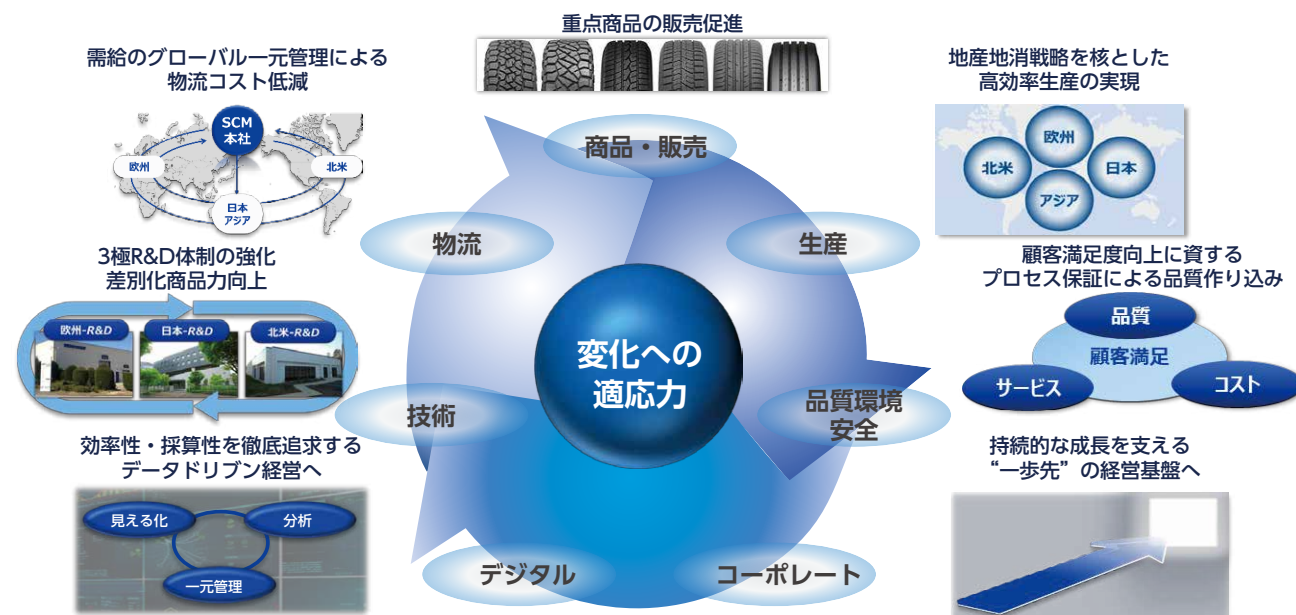 重点商品の販売促進
需給のグローバル一元管理による
物流コスト低減
SCM
本社
欧州
北米
日本
アジア
地産地消戦略を核とした
高効率生産の実現
欧州
北米
日本
アジア
商品・販売
物流
生産
3極R&D体制の強化
差別化商品力向上
欧州-R&D
日本-R&D
北米-R&D
顧客満足度向上に資する
プロセス保証による品質作り込み
品質
顧客満足
サービス
コスト
変化への
適応力
技術
品質環境
安全
効率性・採算性を徹底追求する
データドリブン経営へ
見える化
分析
一元管理
持続的な成長を支える
“一歩先”の経営基盤へ
デジタル
コーポレート